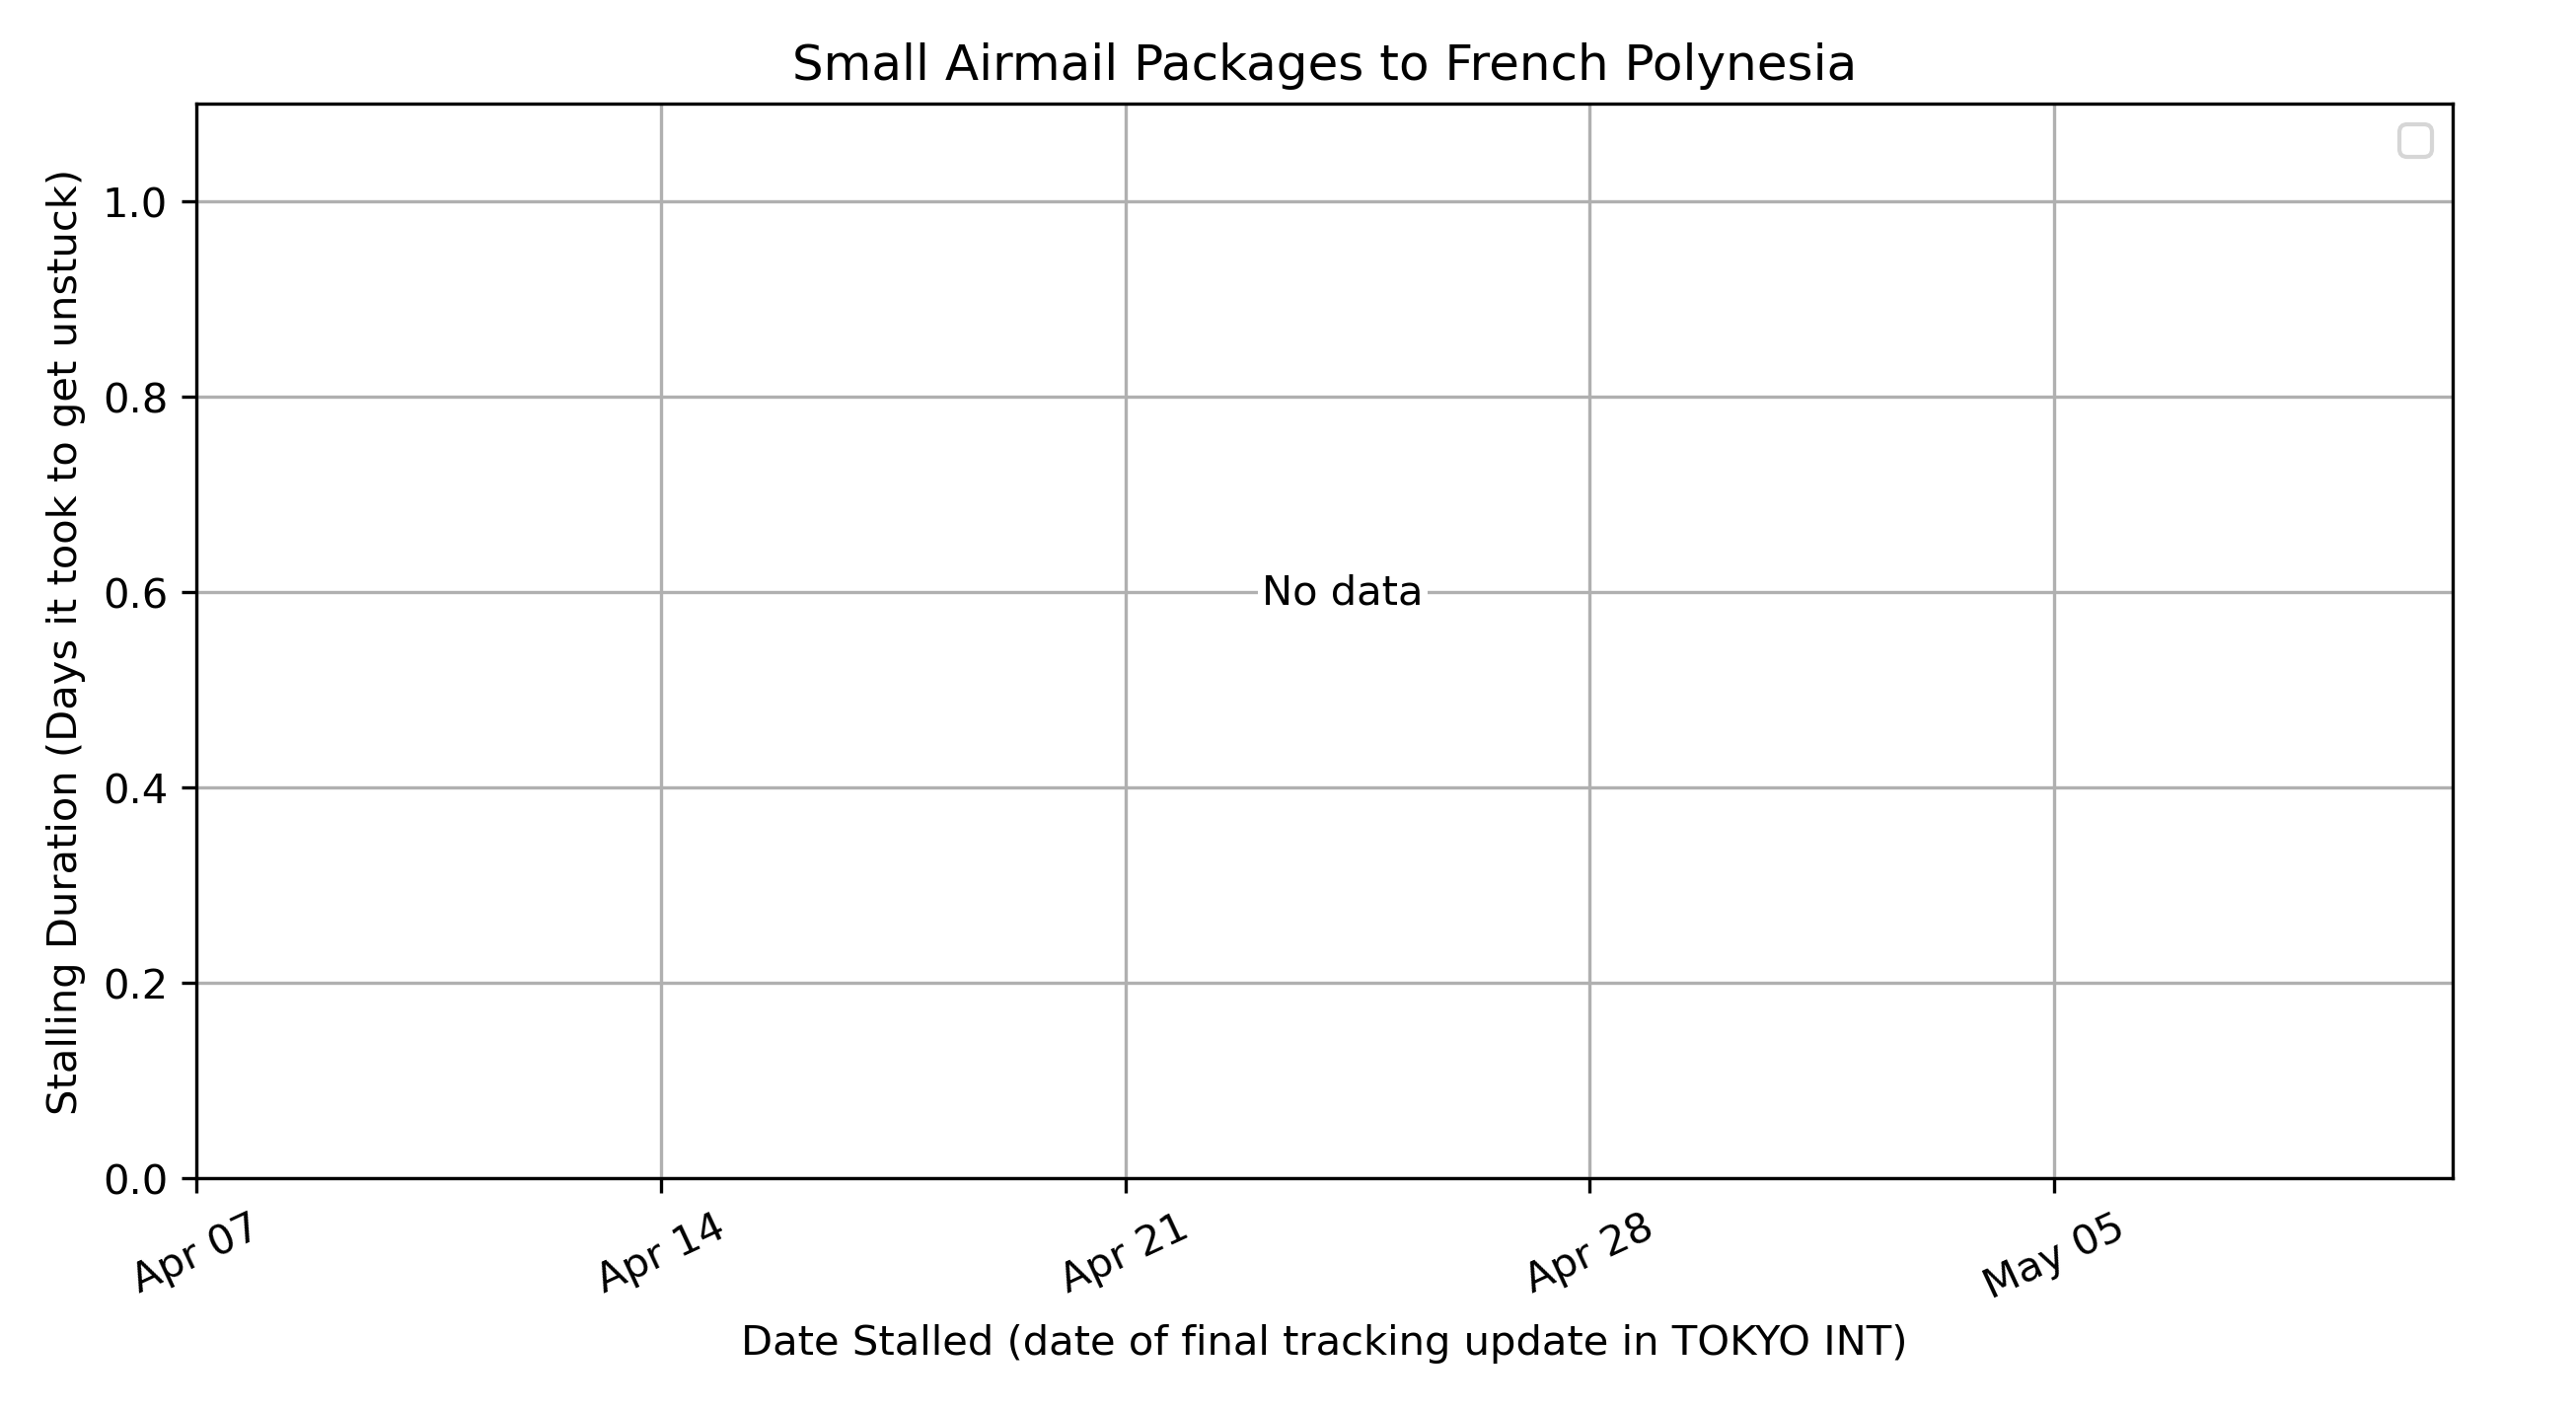 Small Airmail Packages to French Polynesia
Stalling Duration (Days it took to get unstuck)
1.0
0.8
0.6
0.4
0.2
0.0
No data
Apr 07
Apr 14
Apr 21
Apr 28
May 05
Date Stalled (date of final tracking update in TOKYO INT)